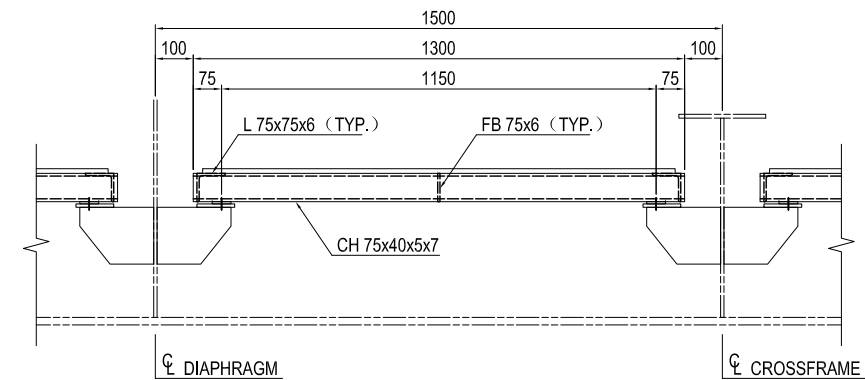 1500
100 1300 100
75 1150 75
L 75x75x6 （TYP.） FB 75x6 （TYP.）
CH 75x40x5x7
℄ DIAPHRAGM ℄ CROSSFRAME